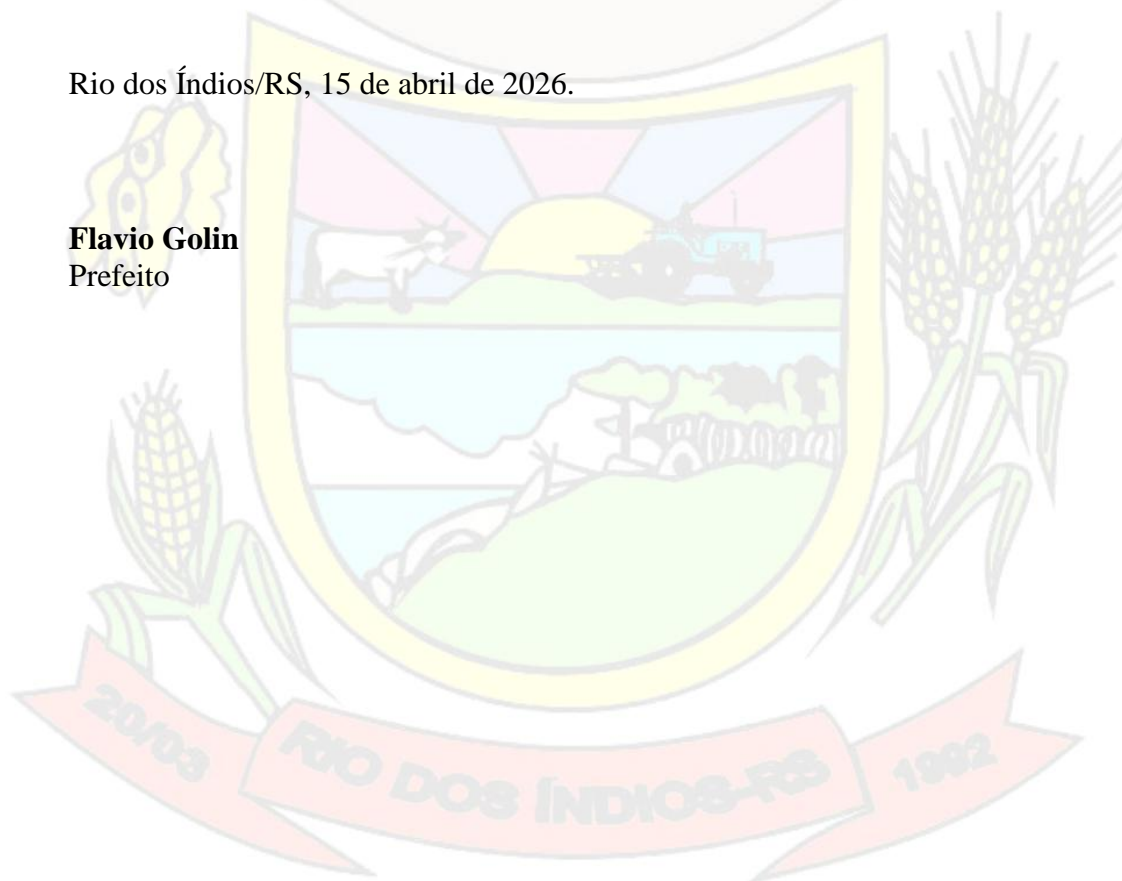 Rio dos Índios/RS, 15 de abril de 2026.
Flavio Golin
Prefeito
20/03
RIO DOS ÍNDIOS-RS
1992